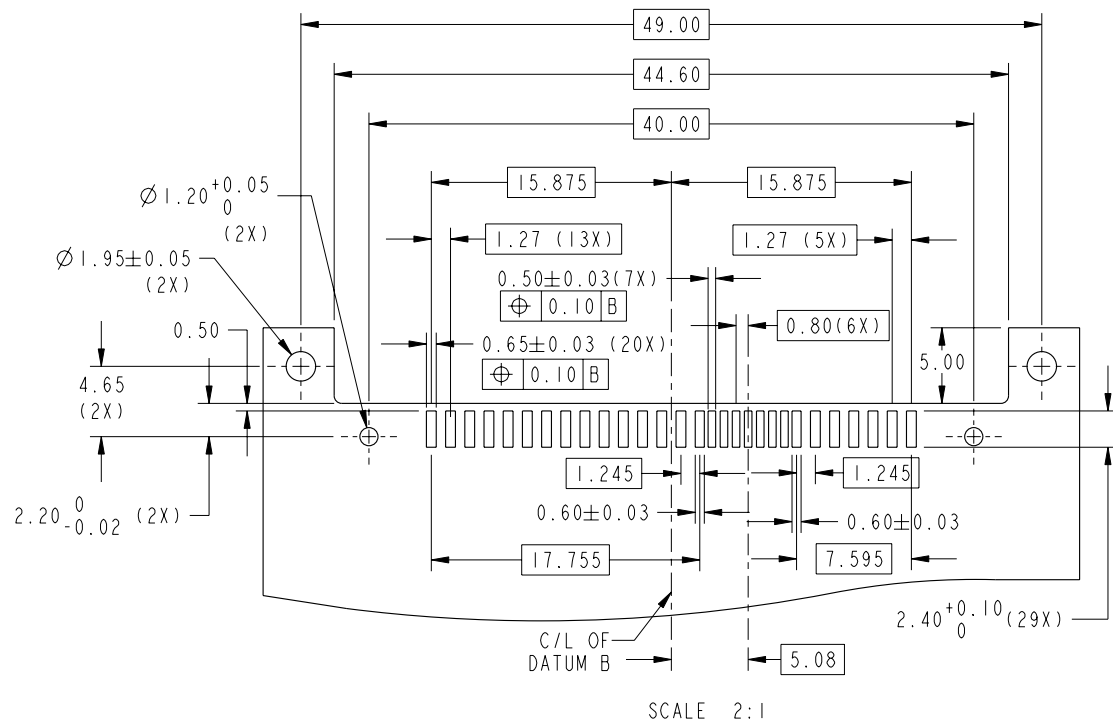 49.00
44.60
40.00
15.875
15.875
Ø1.20 +0.05
0
(2X)
1.27 (13X)
1.27 (5X)
Ø1.95±0.05
(2X)
0.50±0.03(7X)
⌖ 0.10 B
0.80(6X)
0.50
0.65±0.03 (20X)
⌖ 0.10 B
5.00
4.65
(2X)
1.245
1.245
2.20 0
-0.02 (2X)
0.60±0.03
0.60±0.03
17.755
7.595
2.40 +0.10
0 (29X)
C/L OF
DATUM B
5.08
SCALE 2:1